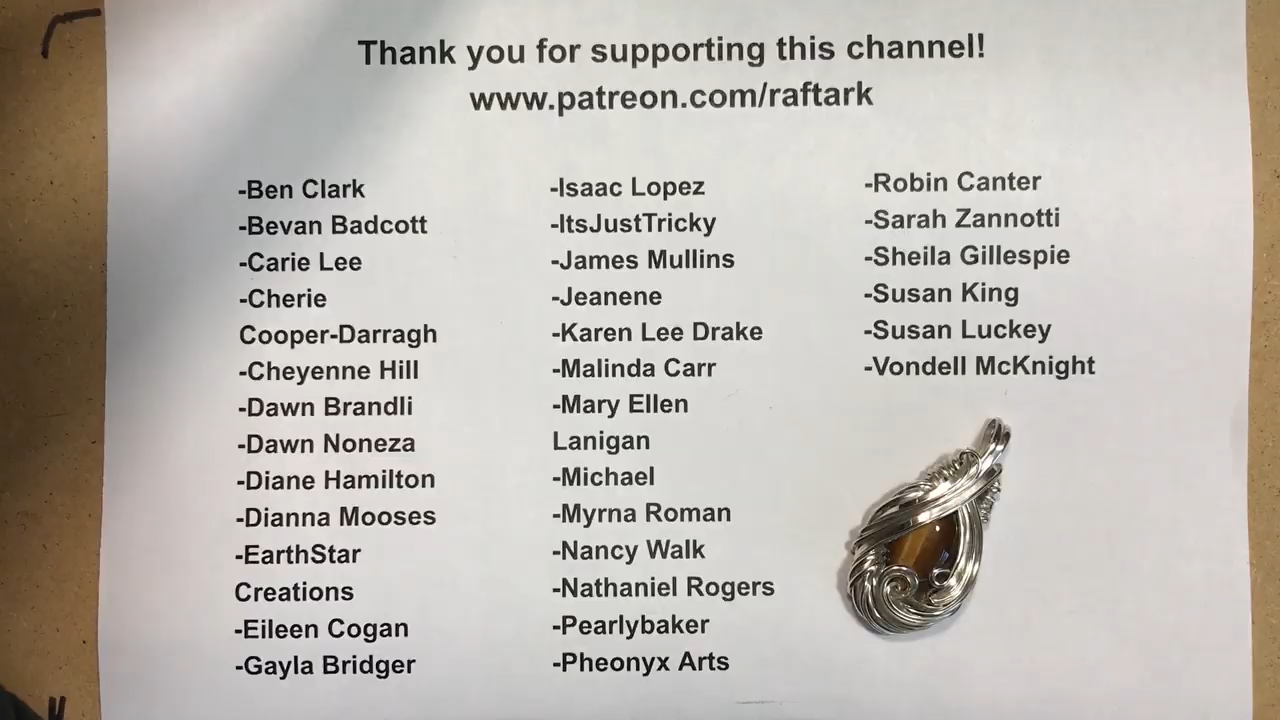 Thank you for supporting this channel!
www.patreon.com/raftark
-Ben Clark
-Bevan Badcott
-Carie Lee
-Cherie
Cooper-Darragh
-Cheyenne Hill
-Dawn Brandli
-Dawn Noneza
-Diane Hamilton
-Dianna Mooses
-EarthStar
Creations
-Eileen Cogan
-Gayla Bridger
-Isaac Lopez
-ItsJustTricky
-James Mullins
-Jeanene
-Karen Lee Drake
-Malinda Carr
-Mary Ellen
Lanigan
-Michael
-Myrna Roman
-Nancy Walk
-Nathaniel Rogers
-Pearlybaker
-Pheonyx Arts
-Robin Canter
-Sarah Zannotti
-Sheila Gillespie
-Susan King
-Susan Luckey
-Vondell McKnight